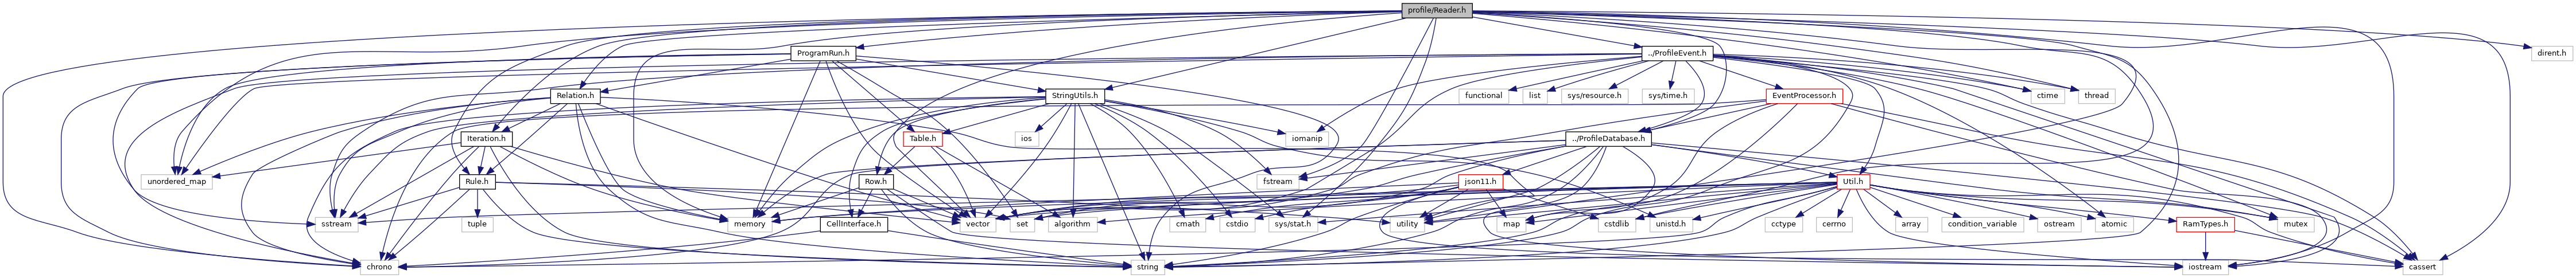 profile/Reader.h
ProgramRun.h
../ProfileEvent.h
dirent.h
Relation.h
StringUtils.h
functional
list
sys/resource.h
sys/time.h
EventProcessor.h
ctime
thread
Iteration.h
Table.h
ios
iomanip
../ProfileDatabase.h
unordered_map
Rule.h
Row.h
fstream
json11.h
Util.h
sstream
tuple
memory
CellInterface.h
vector
set
algorithm
cmath
cstdio
sys/stat.h
utility
map
cstdlib
unistd.h
cctype
cerrno
array
condition_variable
ostream
atomic
RamTypes.h
mutex
chrono
string
iostream
cassert